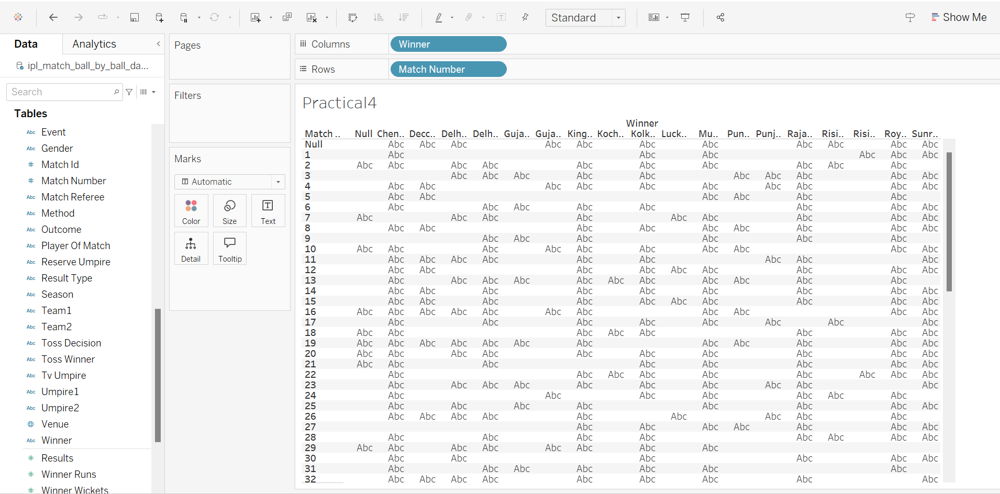 Standard
Show Me
Data Analytics
ipl_match_ball_by_ball_da...
Search
Tables
Abc Event
Abc Gender
# Match Id
# Match Number
Abc Match Referee
Abc Method
Abc Outcome
Abc Player Of Match
Abc Reserve Umpire
Abc Result Type
Abc Season
Abc Team1
Abc Team2
Abc Toss Decision
Abc Toss Winner
Abc Tv Umpire
Abc Umpire1
Abc Umpire2
Venue
Abc Winner
# Results
# Winner Runs
# Winner Wickets
Pages
Filters
Marks
T Automatic
Color Size T Text
Detail Tooltip
Columns Winner
Rows Match Number
Practical4
Winner
Match .. Null Chen.. Decc.. Delh.. Delh.. Guja.. Guja.. King.. Koch.. Kolk.. Luck.. Mu.. Pun.. Punj.. Raja.. Risi.. Risi.. Roy.. Sunr..
Null Abc Abc Abc Abc Abc Abc Abc Abc Abc Abc Abc
1 Abc Abc Abc Abc Abc Abc
2 Abc Abc Abc Abc Abc Abc Abc Abc Abc Abc
3 Abc Abc Abc Abc Abc Abc Abc Abc Abc Abc
4 Abc Abc Abc Abc Abc Abc Abc Abc Abc Abc
5 Abc Abc Abc Abc Abc Abc
6 Abc Abc Abc Abc Abc Abc Abc Abc
7 Abc Abc Abc Abc Abc Abc Abc Abc Abc
8 Abc Abc Abc Abc Abc Abc Abc Abc Abc
9 Abc Abc Abc Abc Abc Abc
10 Abc Abc Abc Abc Abc Abc Abc Abc Abc Abc
11 Abc Abc Abc Abc Abc Abc Abc Abc Abc
12 Abc Abc Abc Abc Abc Abc Abc Abc Abc
13 Abc Abc Abc Abc Abc Abc Abc Abc Abc Abc Abc
14 Abc Abc Abc Abc Abc Abc Abc Abc Abc
15 Abc Abc Abc Abc Abc Abc Abc Abc Abc Abc
16 Abc Abc Abc Abc Abc Abc Abc Abc Abc Abc Abc
17 Abc Abc Abc Abc Abc Abc Abc Abc
18 Abc Abc Abc Abc Abc Abc Abc Abc
19 Abc Abc Abc Abc Abc Abc Abc Abc Abc Abc Abc Abc
20 Abc Abc Abc Abc Abc Abc Abc Abc Abc Abc
21 Abc Abc Abc Abc Abc Abc Abc Abc
22 Abc Abc Abc Abc Abc Abc Abc Abc Abc
23 Abc Abc Abc Abc Abc Abc Abc Abc Abc Abc
24 Abc Abc Abc Abc Abc Abc Abc
25 Abc Abc Abc Abc Abc Abc Abc Abc
26 Abc Abc Abc Abc Abc Abc Abc Abc Abc
27 Abc Abc Abc Abc Abc Abc Abc
28 Abc Abc Abc Abc Abc Abc Abc Abc
29 Abc Abc Abc Abc Abc Abc Abc Abc
30 Abc Abc Abc Abc Abc Abc
31 Abc Abc Abc Abc Abc Abc Abc
32 Abc Abc Abc Abc Abc Abc Abc Abc Abc